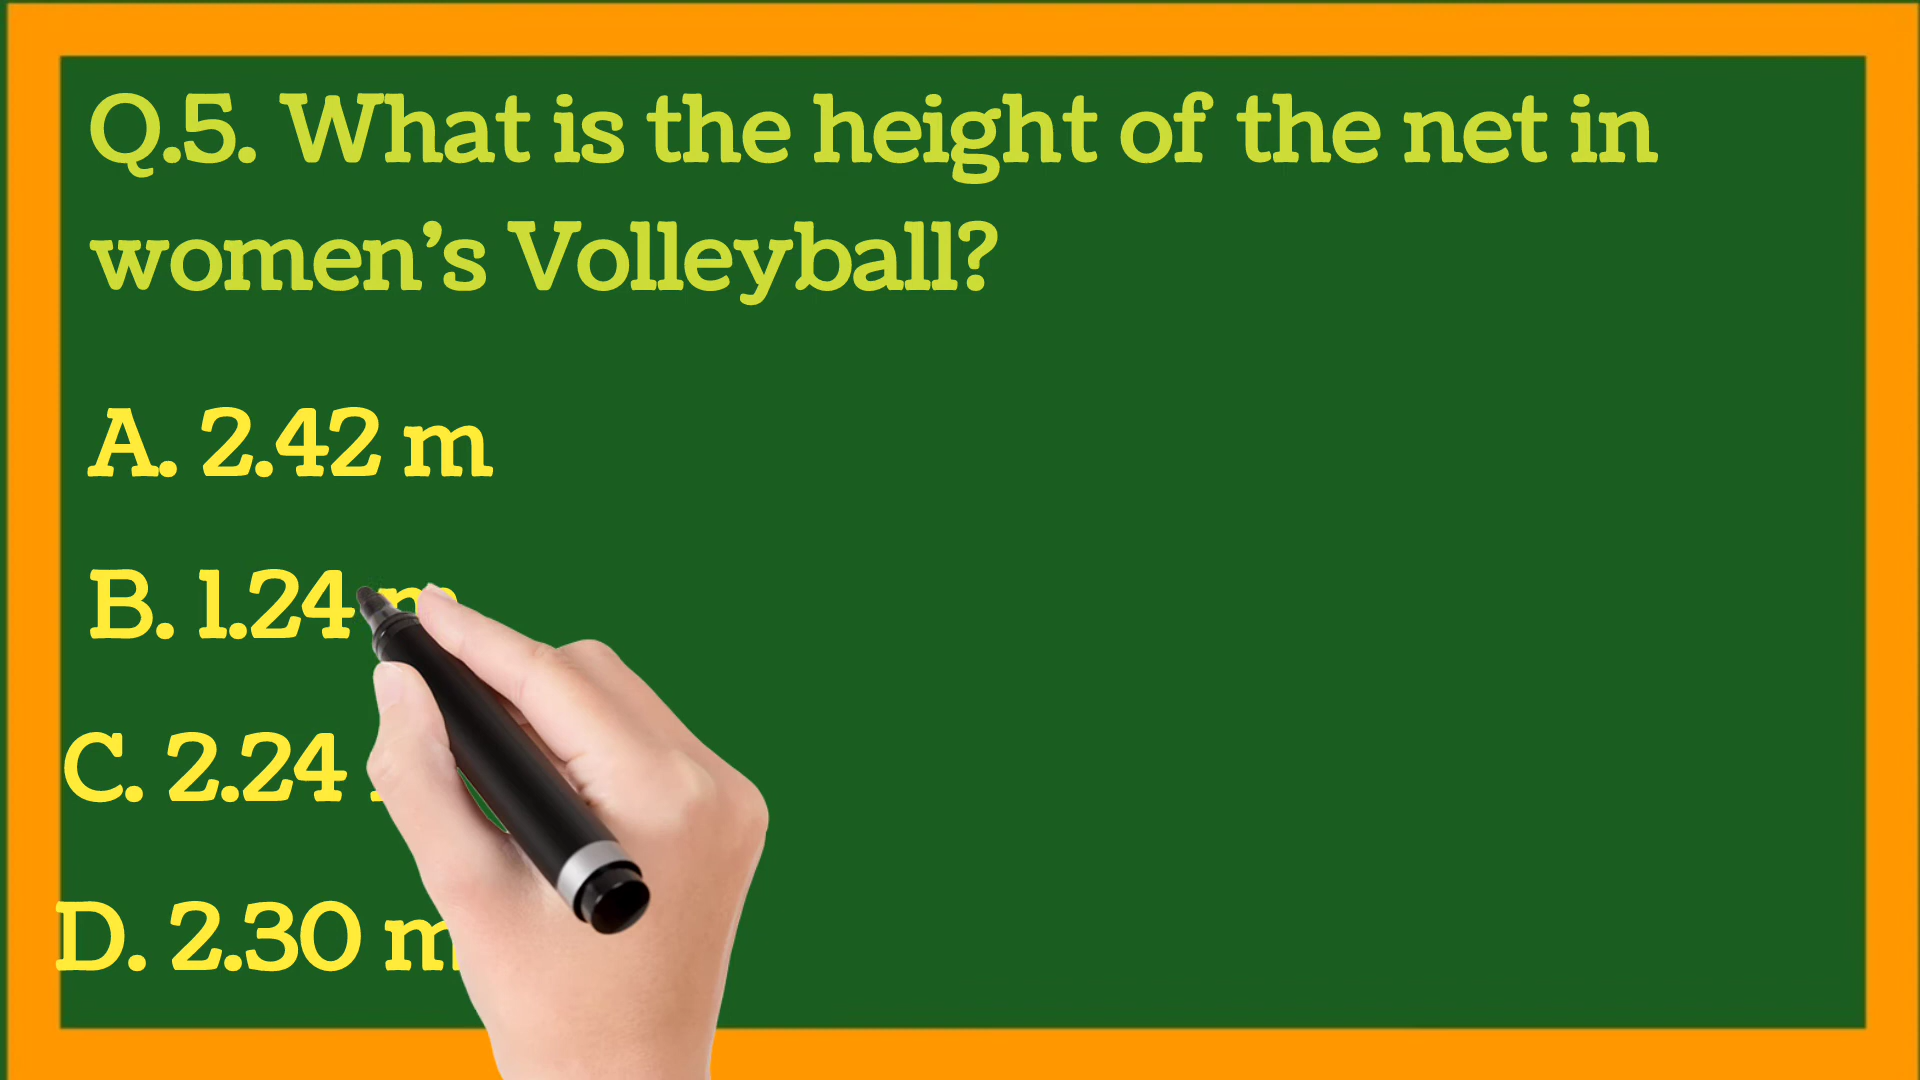 Q.5. What is the height of the net in
women’s Volleyball?
A. 2.42 m
B. 1.24 m
C. 2.24
D. 2.30 m